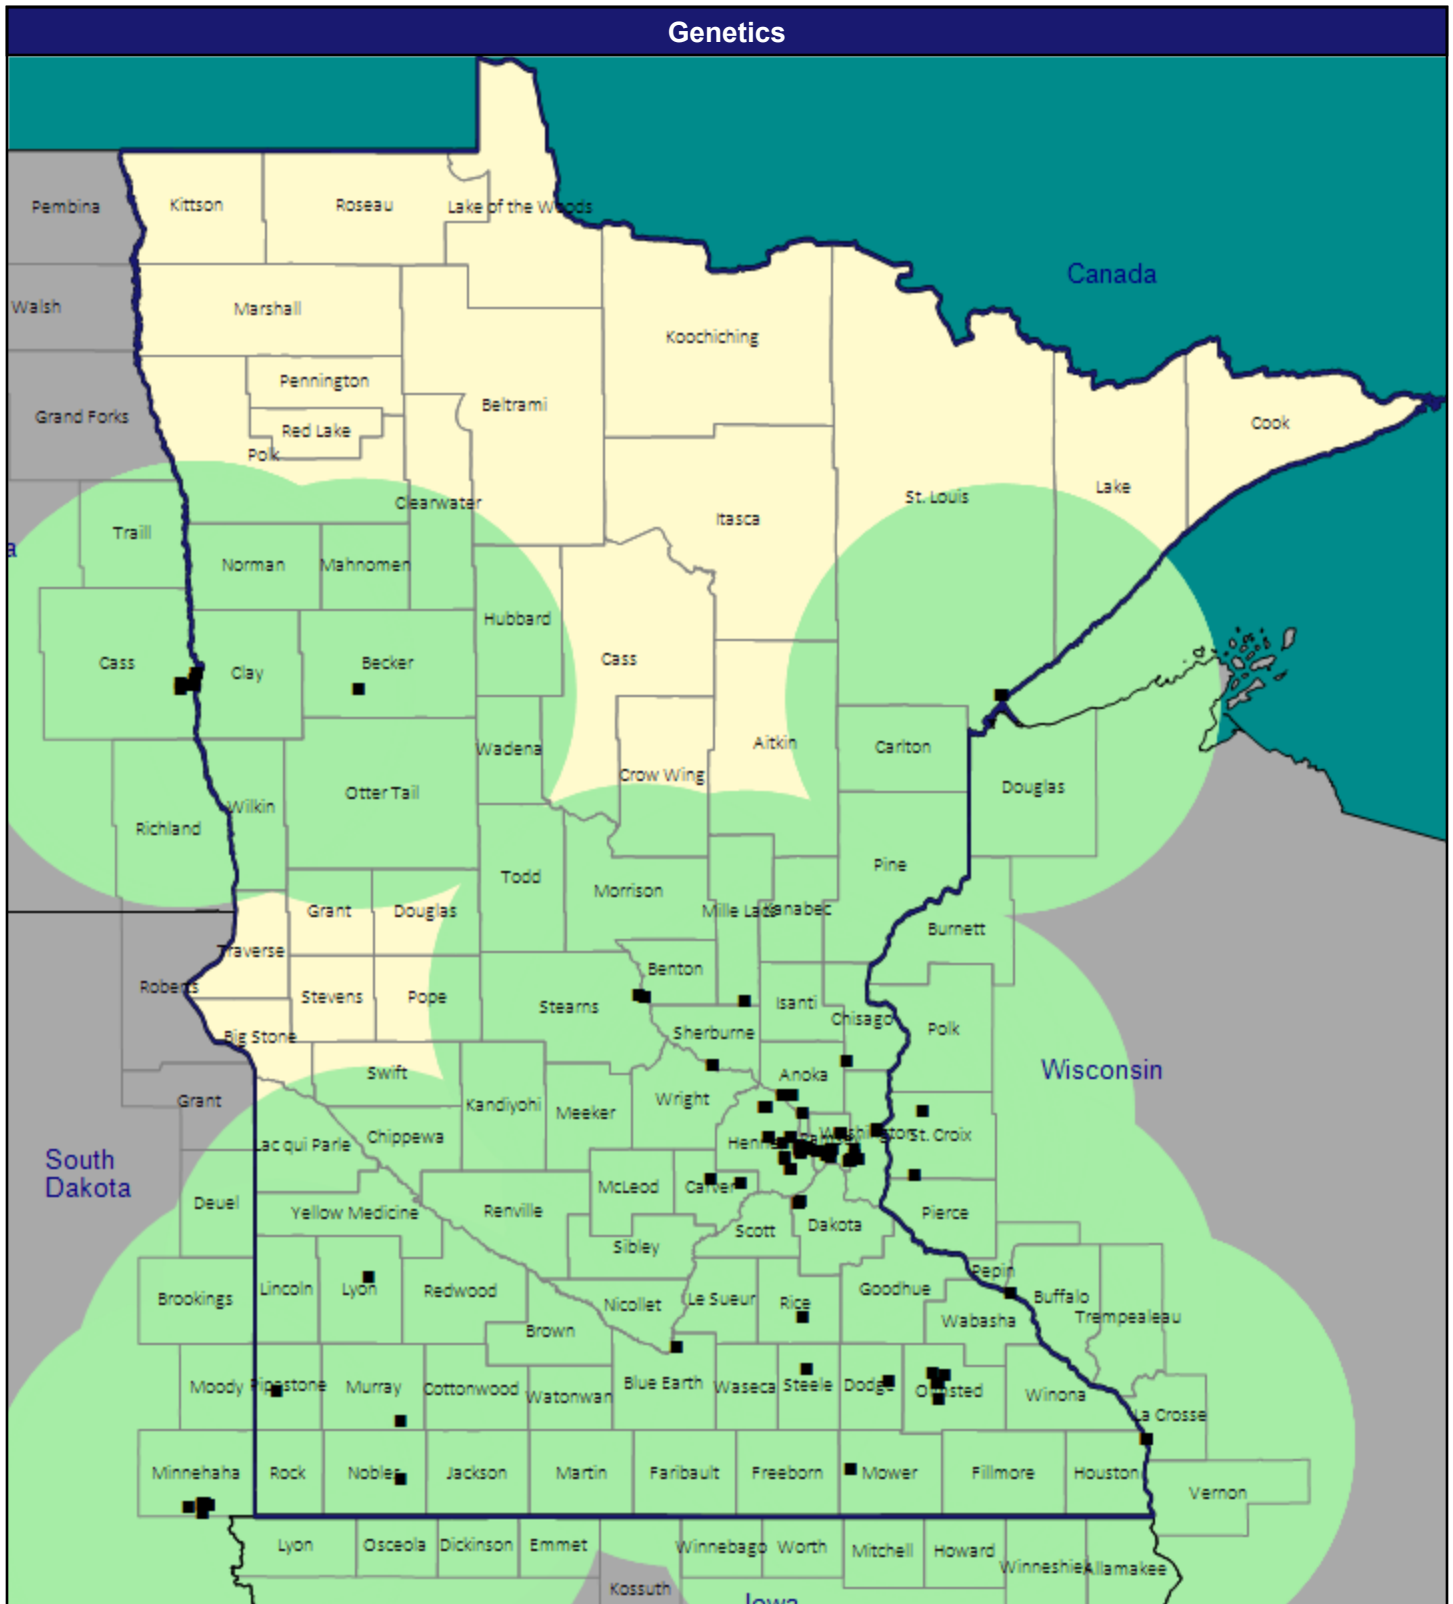 Genetics
Pembina
Kittson
Roseau
Lake of the Woods
Canada
Walsh
Marshall
Koochiching
Pennington
Beltrami
Grand Forks
Red Lake
Cook
Polk
Clearwater
St. Louis
Lake
Itasca
Traill
a
Norman
Mahnomen
Hubbard
Cass
Clay
Becker
Cass
Wadena
Aitkin
Carlton
Crow Wing
Otter Tail
Douglas
Wilkin
Richland
Todd
Morrison
Pine
Grant
Douglas
Mille Lacs
Kanabec
Burnett
Traverse
Benton
Roberts
Stevens
Pope
Stearns
Isanti
Chisago
Polk
Big Stone
Sherburne
Swift
Anoka
Wisconsin
Grant
Kandiyohi
Meeker
Wright
Lac qui Parle
Chippewa
Washington
St. Croix
South
Dakota
McLeod
Carver
Deuel
Yellow Medicine
Renville
Scott
Dakota
Pierce
Sibley
Pepin
Brookings
Lincoln
Lyon
Redwood
Nicollet
Le Sueur
Rice
Goodhue
Buffalo
Wabasha
Trempealeau
Brown
Moody
Pipestone
Murray
Cottonwood
Watonwan
Blue Earth
Waseca
Steele
Dodge
Olmsted
Winona
La Crosse
Minnehaha
Rock
Nobles
Jackson
Martin
Faribault
Freeborn
Mower
Fillmore
Houston
Vernon
Lyon
Osceola
Dickinson
Emmet
Winnebago
Worth
Mitchell
Howard
Winneshiek
Allamakee
Kossuth
Iowa